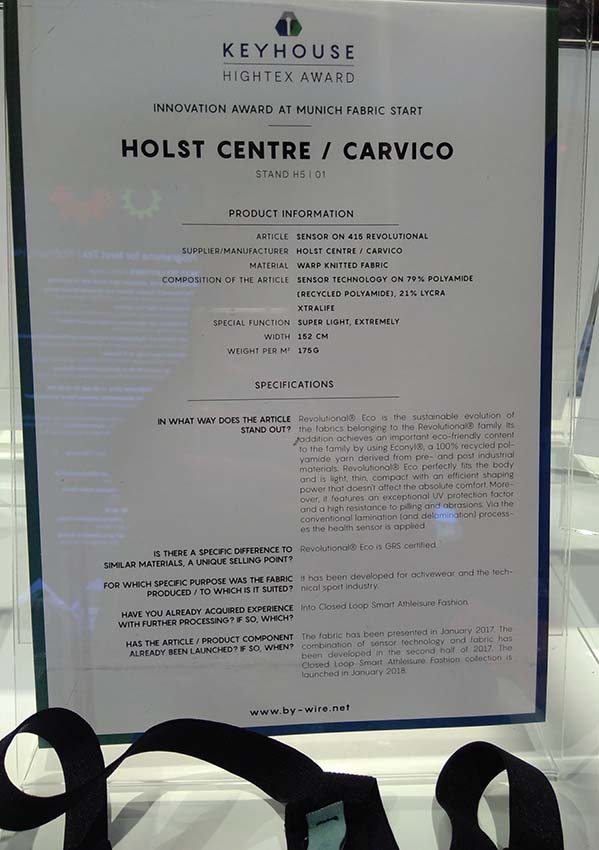 KEYHOUSE
HIGHTEX AWARD
INNOVATION AWARD AT MUNICH FABRIC START
HOLST CENTRE / CARVICO
STAND H5 | 01
PRODUCT INFORMATION
ARTICLE SENSOR ON 415 REVOLUTIONAL
SUPPLIER/MANUFACTURER HOLST CENTRE / CARVICO
MATERIAL WARP KNITTED FABRIC
COMPOSITION OF THE ARTICLE SENSOR TECHNOLOGY ON 79% POLYAMIDE
(RECYCLED POLYAMIDE), 21% LYCRA
XTRALIFE
SPECIAL FUNCTION SUPER LIGHT, EXTREMELY
WIDTH 152 CM
WEIGHT PER M² 175G
SPECIFICATIONS
IN WHAT WAY DOES THE ARTICLE
STAND OUT?
Revolutional® Eco is the sustainable evolution of
the fabrics belonging to the Revolutional® family. Its
addition achieves an important eco-friendly content
to the family by using Econyl®, a 100% recycled pol-
yamide yarn derived from pre- and post industrial
materials. Revolutional® Eco perfectly fits the body
and is light, thin, compact with an efficient shaping
power that doesn't affect the absolute comfort. More-
over, it features an exceptional UV protection factor
and a high resistance to pilling and abrasions. Via the
conventional lamination (and delomination) process-
es the health sensor is applied.
IS THERE A SPECIFIC DIFFERENCE TO
SIMILAR MATERIALS, A UNIQUE SELLING POINT?
Revolutional® Eco is GRS certified.
FOR WHICH SPECIFIC PURPOSE WAS THE FABRIC
PRODUCED / TO WHICH IS IT SUITED?
It has been developed for activewear and the tech-
nical sport industry.
HAVE YOU ALREADY ACQUIRED EXPERIENCE
WITH FURTHER PROCESSING? IF SO, WHICH?
Into Closed Loop Smart Athleisure Fashion.
HAS THE ARTICLE / PRODUCT COMPONENT
ALREADY BEEN LAUNCHED? IF SO, WHEN?
The fabric has been presented in January 2017. The
combination of sensor technology and fabric has
been developed in the second half of 2017. The
Closed Loop Smart Athleisure Fashion collection is
launched in January 2018.
www.by-wire.net